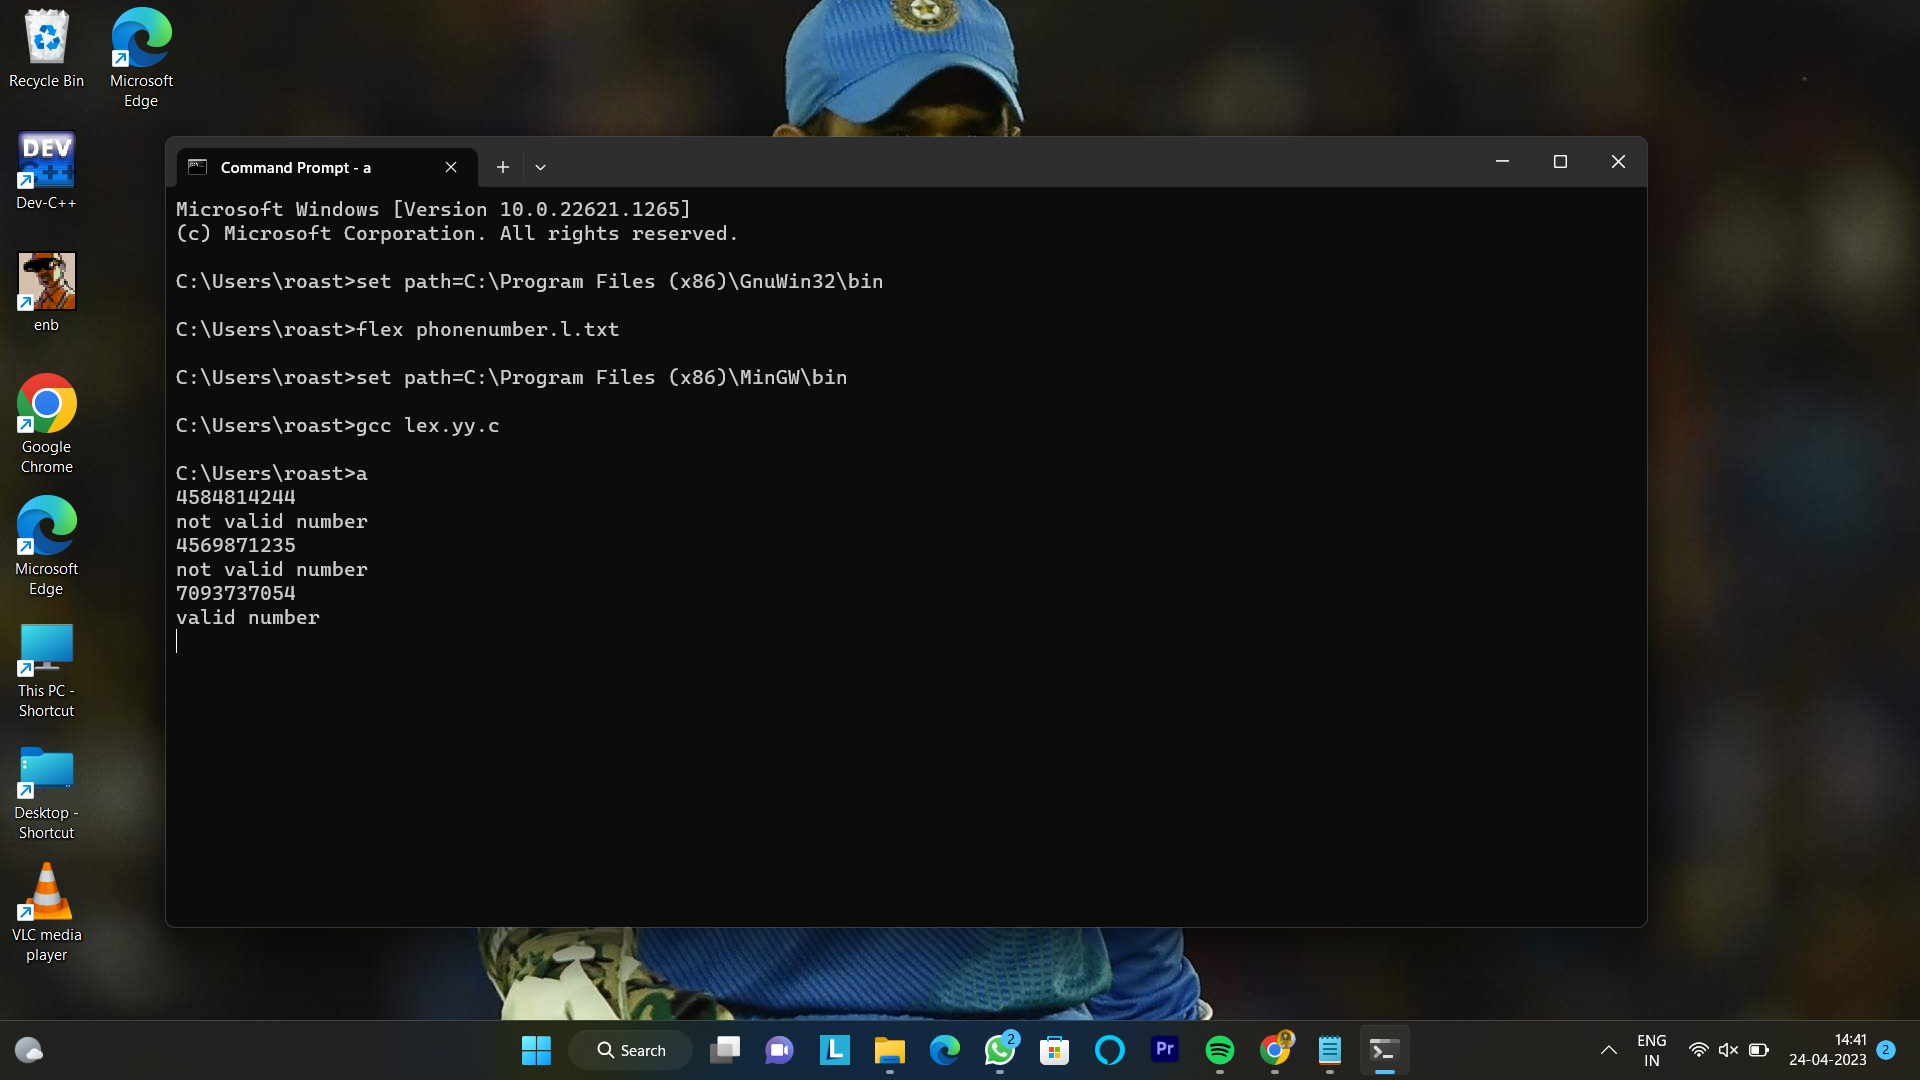 Recycle Bin
Microsoft
Edge
DEV
C++
Dev-C++
enb
Google
Chrome
Microsoft
Edge
This PC -
Shortcut
Desktop -
Shortcut
VLC media
player
Command Prompt - a
Microsoft Windows [Version 10.0.22621.1265]
(c) Microsoft Corporation. All rights reserved.
C:\Users\roast>set path=C:\Program Files (x86)\GnuWin32\bin
C:\Users\roast>flex phonenumber.l.txt
C:\Users\roast>set path=C:\Program Files (x86)\MinGW\bin
C:\Users\roast>gcc lex.yy.c
C:\Users\roast>a
4584814244
not valid number
4569871235
not valid number
7093737054
valid number
Search
L
2
Pr
ENG
IN
14:41
24-04-2023
2